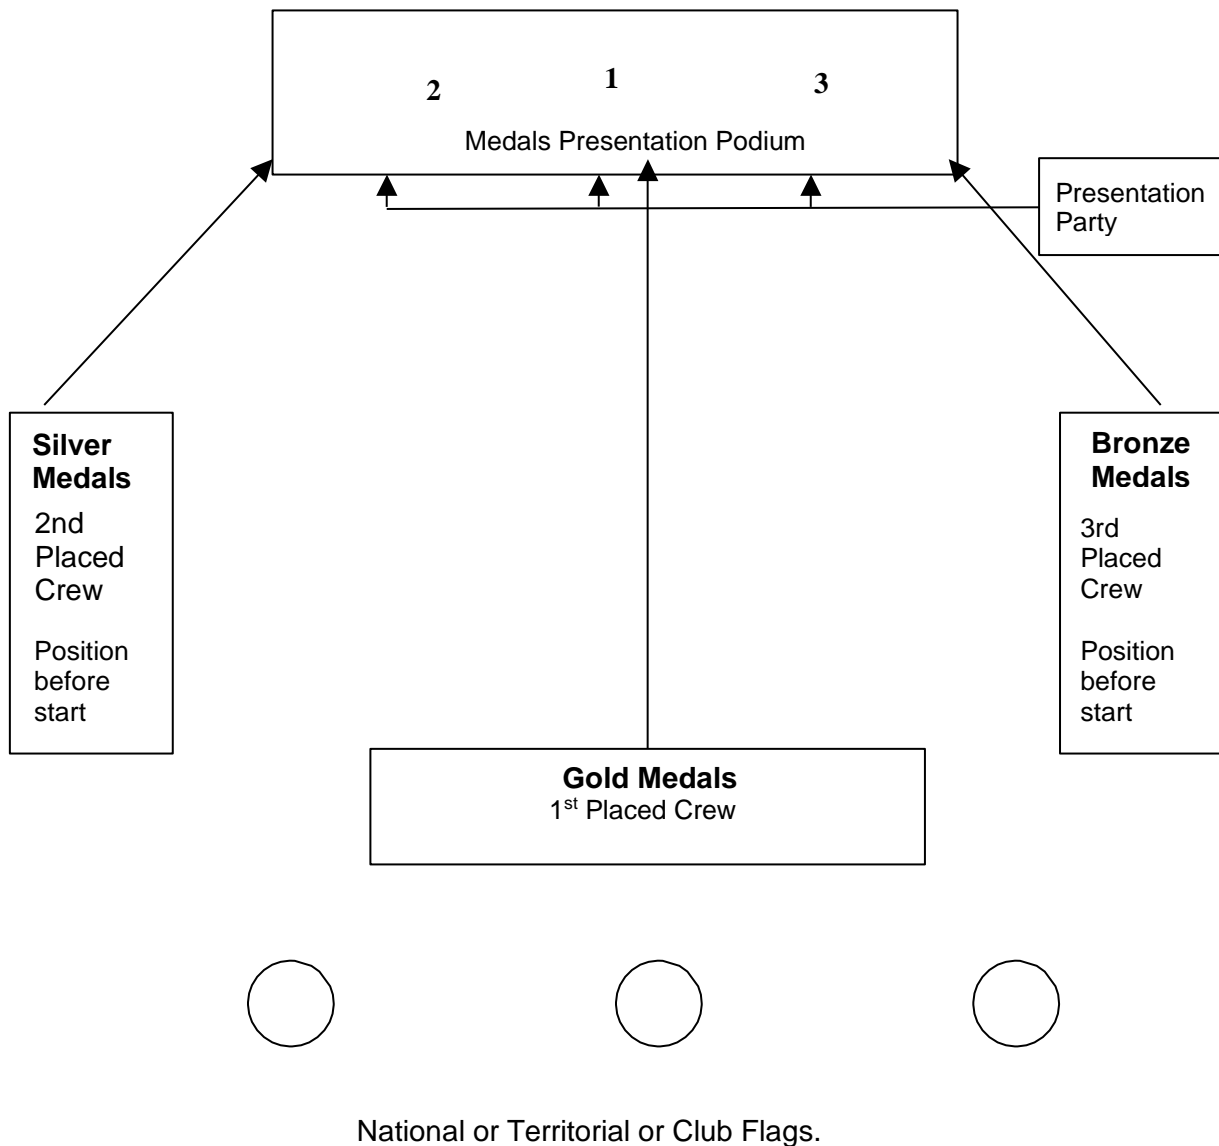 2
1
3
Medals Presentation Podium
Presentation
Party
Silver
Medals
2nd
Placed
Crew
Position
before
start
Bronze
Medals
3rd
Placed
Crew
Position
before
start
Gold Medals
1st Placed Crew
National or Territorial or Club Flags.